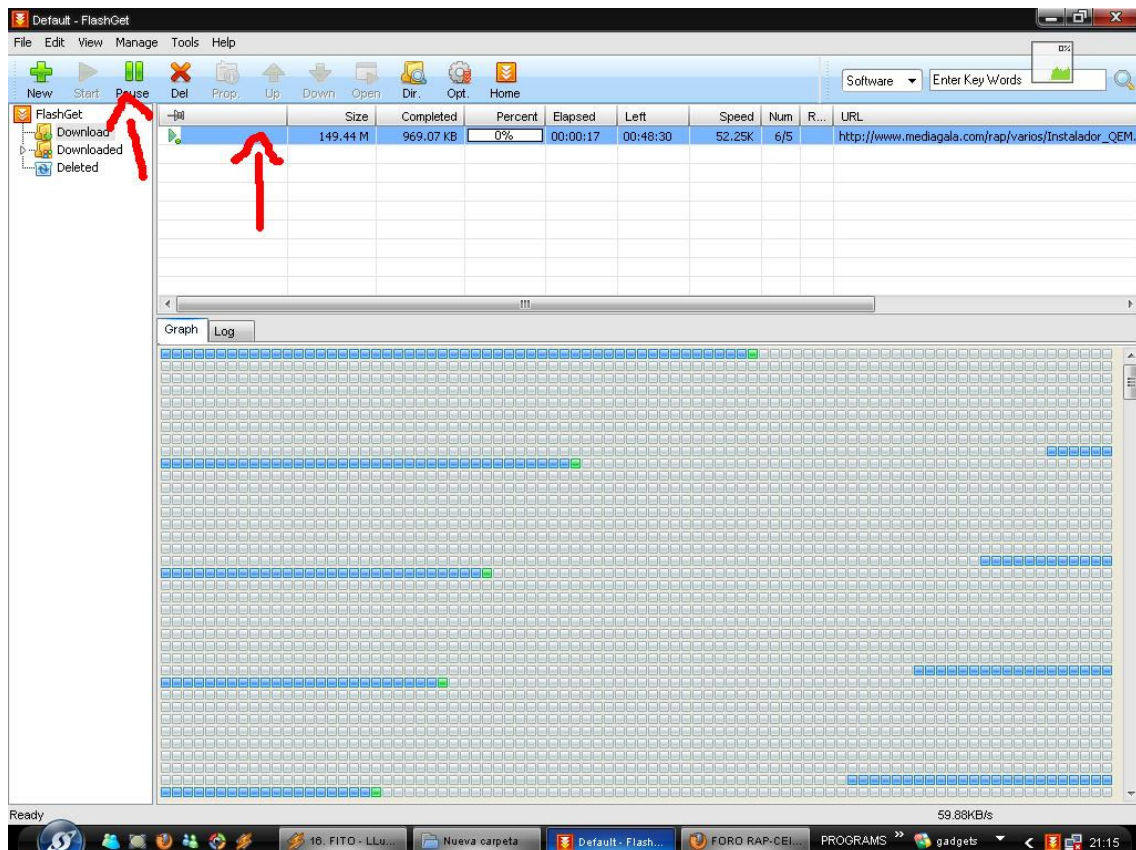 Default - FlashGet
File Edit View Manage Tools Help
0%
New Start Pause Del Prop. Up Down Open Dir. Opt. Home Software Enter Key Words
FlashGet
Download
Downloaded
Deleted
Size Completed Percent Elapsed Left Speed Num R... URL
149.44 M 969.07 KB 0% 00:00:17 00:48:30 52.25K 6/5 http://www.mediagala.com/rap/varios/Instalador_QEM.
Graph Log
Ready 59.88KB/s
16. FITO - LLu... Nueva carpeta Default - Flash... FORO RAP-CEI... PROGRAMS » gadgets 21:15